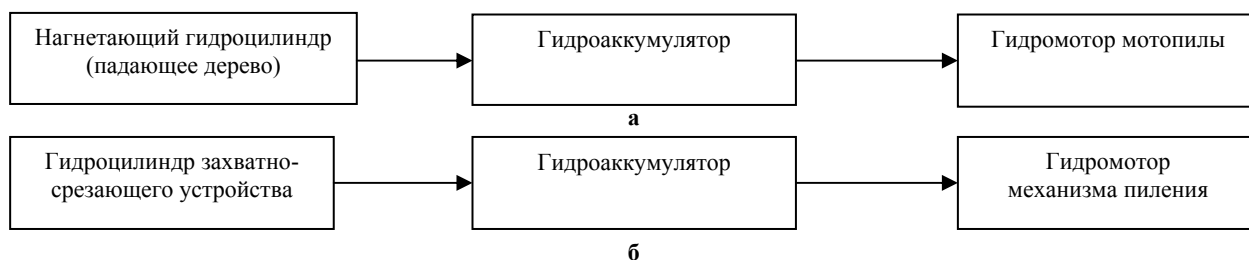 Нагнетающий гидроцилиндр
(падающее дерево)
Гидроаккумулятор
Гидромотор мотопилы
а
Гидроцилиндр захватно-
срезающего устройства
Гидроаккумулятор
Гидромотор
механизма пиления
б